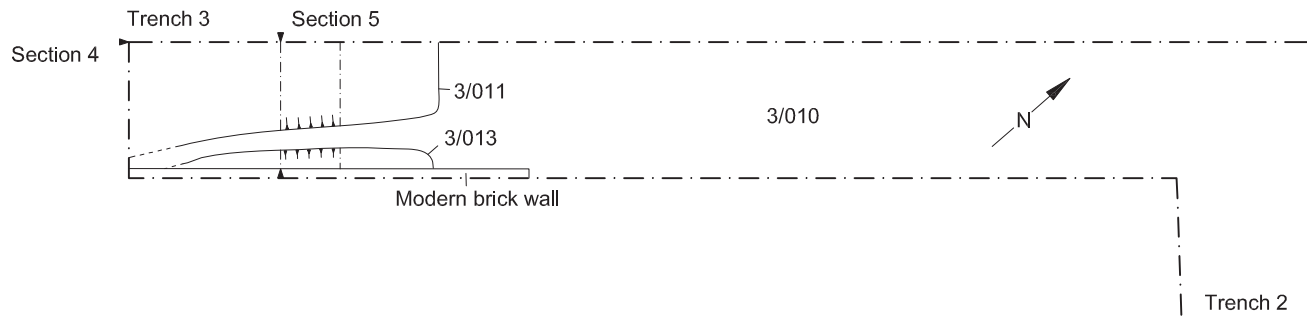 Trench 3
Section 5
Section 4
3/011
3/010
N
3/013
Modern brick wall
Trench 2